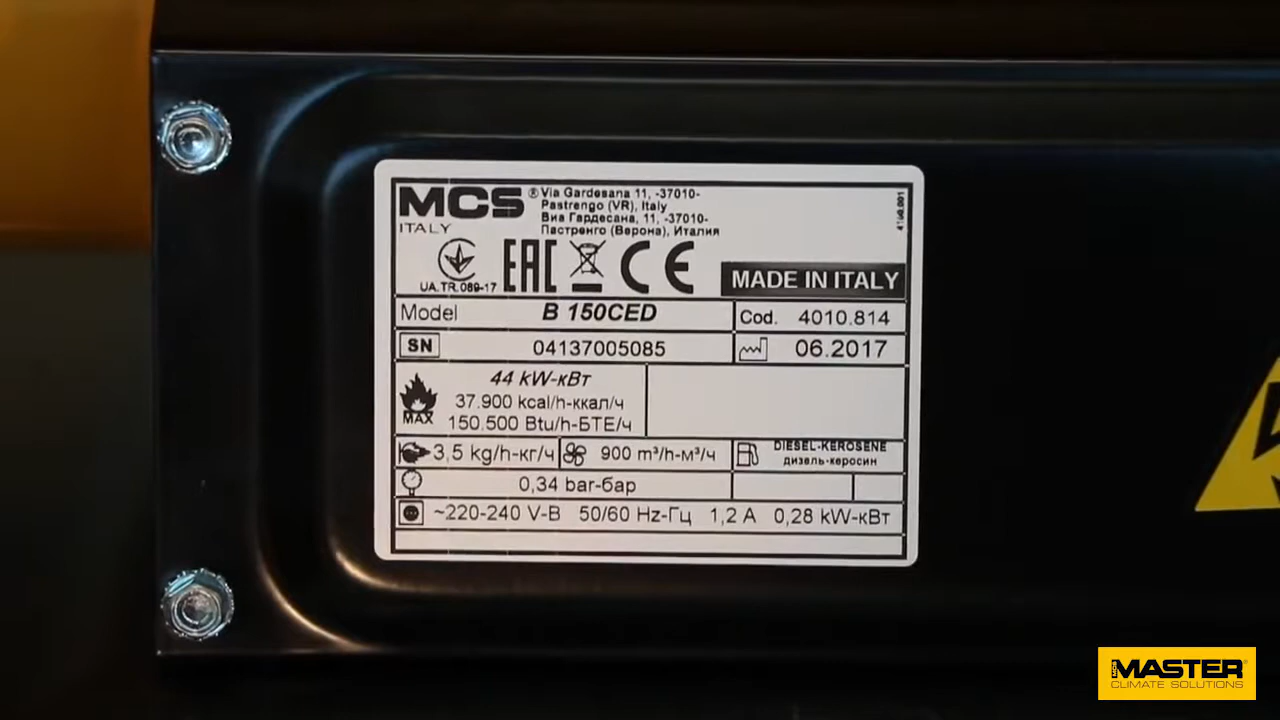 MCS ® Via Gardesana 11, -37010-
Pastrengo (VR), Italy
Виа Гардесана, 11, -37010-
ITALY Пастренго (Верона), Италия
UA.TR.089-17 EAC CE MADE IN ITALY
Model B 150CED Cod. 4010.814
SN 04137005085 06.2017
44 kW-кВт
MAX 37.900 kcal/h-ккал/ч
150.500 Btu/h-БТЕ/ч
3,5 kg/h-кг/ч 900 m³/h-м³/ч DIESEL-KEROSENE
дизель-керосин
0,34 bar-бар
~220-240 V-В 50/60 Hz-Гц 1,2 A 0,28 kW-кВт
MCS MASTER®
CLIMATE SOLUTIONS